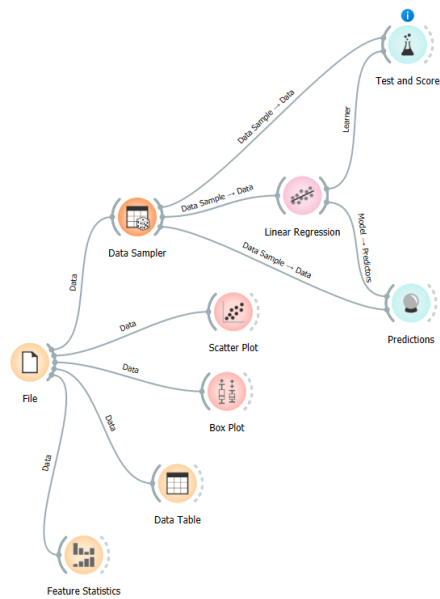 i
Test and Score
Data Sample → Data
Learner
Data Sample → Data
Linear Regression
Data Sampler
Data Sample → Data
Model → Predictors
Data
Predictions
Data
Scatter Plot
File
Data
Box Plot
Data
Data Table
Data
Feature Statistics